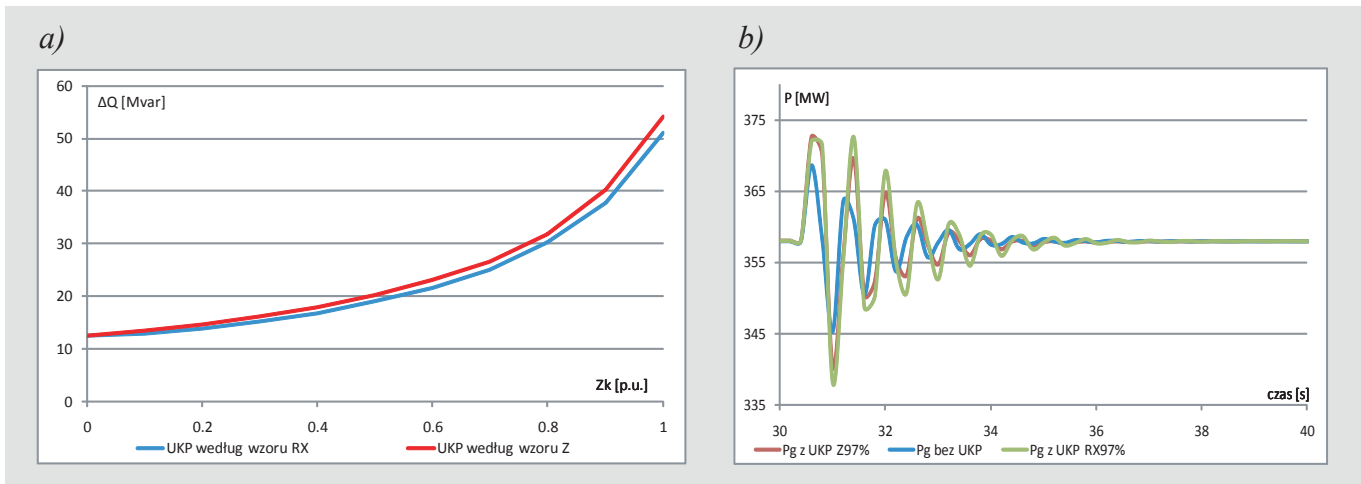 a)
ΔQ [Mvar]
60
50
40
30
20
10
0
Zk [p.u.]
0 0.2 0.4 0.6 0.8 1
UKP według wzoru RX UKP według wzoru Z
b)
P [MW]
375
365
355
345
335
czas [s]
30 32 34 36 38 40
Pg z UKP Z97% Pg bez UKP Pg z UKP RX97%